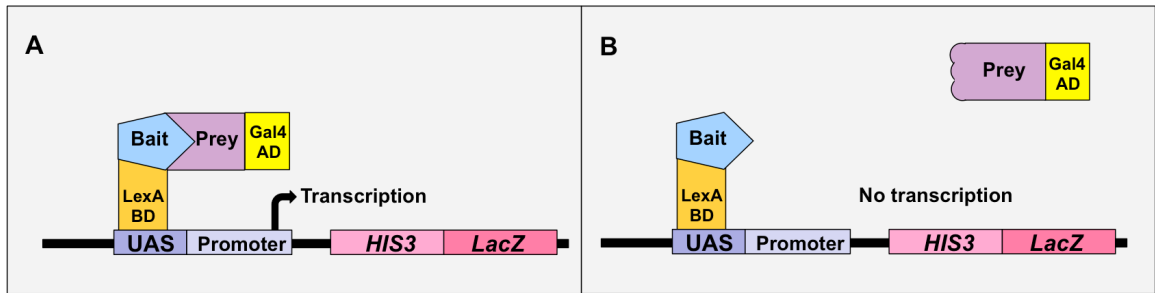 A
Bait
Prey
Gal4
AD
LexA
BD
Transcription
UAS
Promoter
HIS3
LacZ
B
Prey
Gal4
AD
Bait
LexA
BD
No transcription
UAS
Promoter
HIS3
LacZ